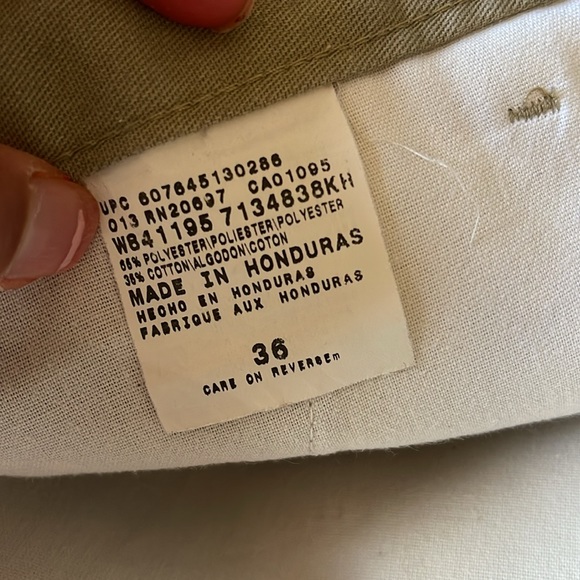 UPC 607645130286
013 RN20697 CA01095
W841195 7134838KH
65% POLYESTER\POLIESTER\POLYESTER
35% COTTON\ALGODON\COTON
MADE IN HONDURAS
HECHO EN HONDURAS
FABRIQUE AUX HONDURAS
36
CARE ON REVERSEm